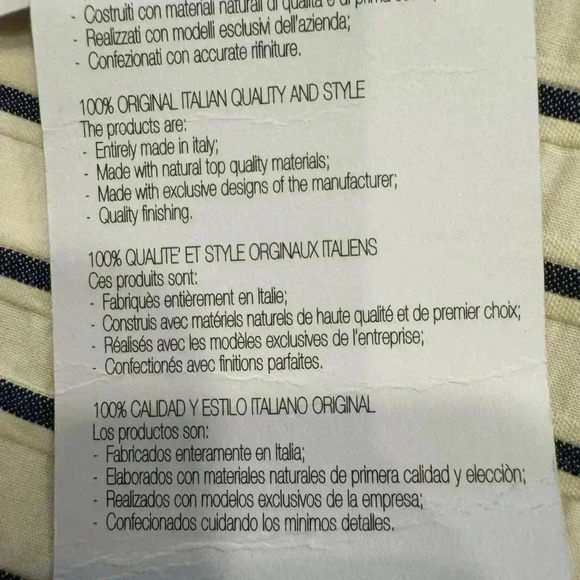 - Costruiti con materiali naturali di qualità e di prima
- Realizzati con modelli esclusivi dell'azienda;
- Confezionati con accurate rifiniture.
100% ORIGINAL ITALIAN QUALITY AND STYLE
The products are:
- Entirely made in italy;
- Made with natural top quality materials;
- Made with exclusive designs of the manufacturer;
- Quality finishing.
100% QUALITE' ET STYLE ORGINAUX ITALIENS
Ces produits sont:
- Fabriquès entièrement en Italie;
- Construis avec matériels naturels de haute qualité et de premier choix;
- Réalisés avec les modèles exclusives de l'entreprise;
- Confectionés avec finitions parfaites.
100% CALIDAD Y ESTILO ITALIANO ORIGINAL
Los productos son:
- Fabricados enteramente en Italia;
- Elaborados con materiales naturales de primera calidad y elecciòn;
- Realizados con modelos exclusivos de la empresa;
- Confecionados cuidando los minimos detalles.